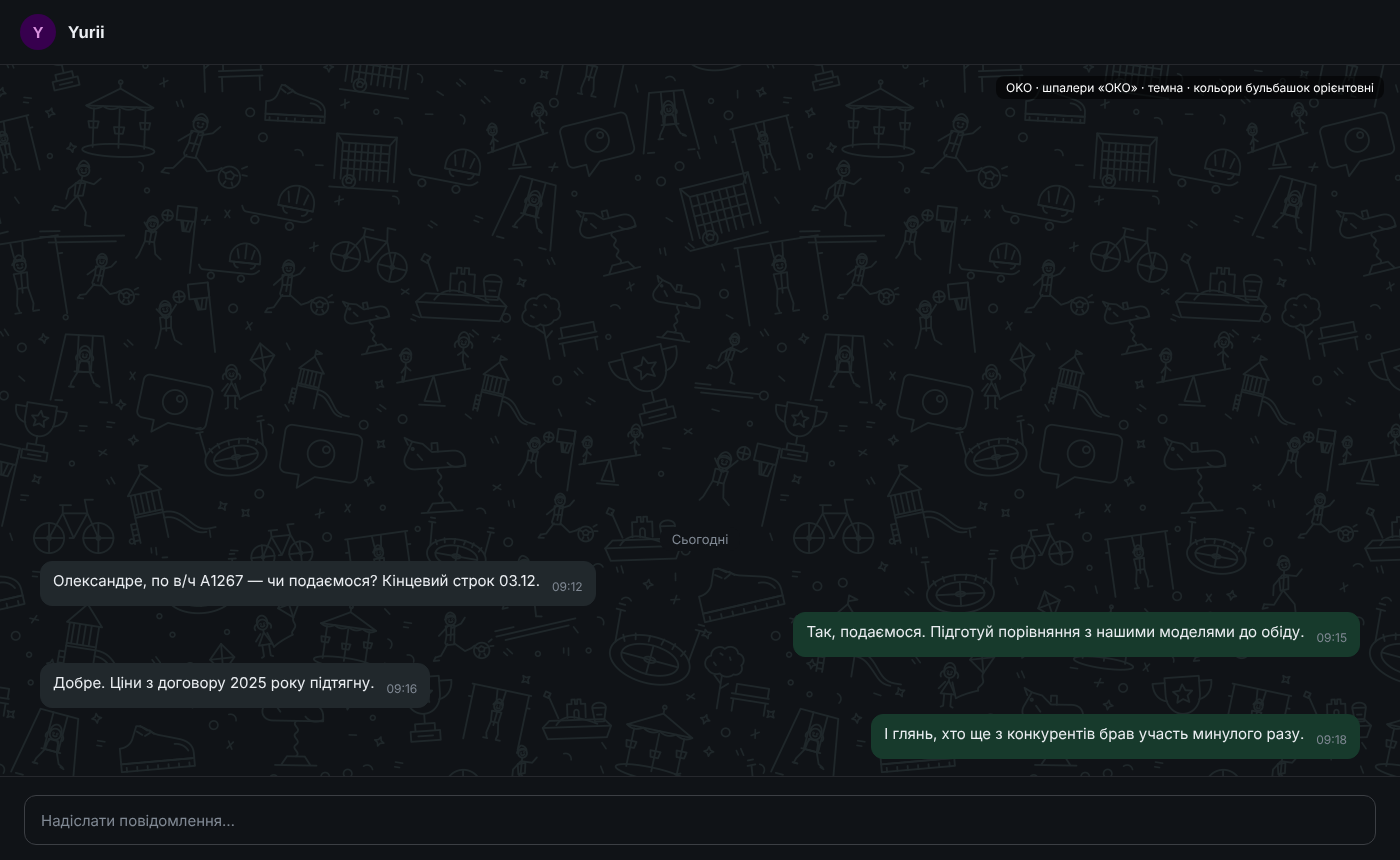 Y
Yurii
ОКО · шпалери «ОКО» · темна · кольори бульбашок орієнтовні
Сьогодні
Олександре, по в/ч А1267 — чи подаємося? Кінцевий строк 03.12. 09:12
Так, подаємося. Підготуй порівняння з нашими моделями до обіду. 09:15
Добре. Ціни з договору 2025 року підтягну. 09:16
І глянь, хто ще з конкурентів брав участь минулого разу. 09:18
Надіслати повідомлення...